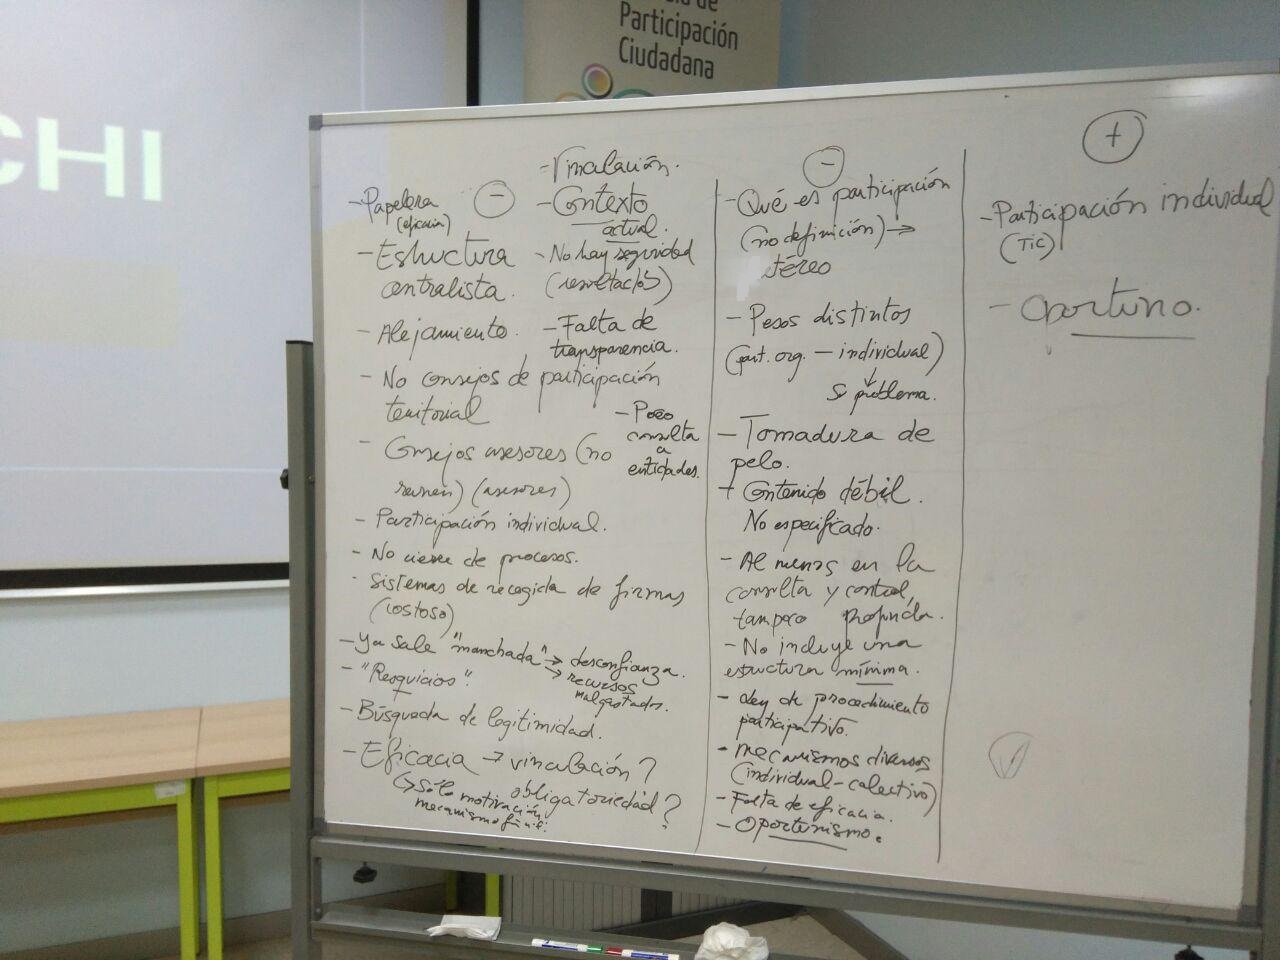 CHI
de
Participación
Ciudadana
-
- Papelera
(eficacia)
- Estructura
centralista.
- Alejamiento.
- Vinculación.
- Contexto
actual.
- No hay seguridad
(resultados)
- Falta de
transparencia.
- No consejos de participación
territorial
- Poco
consulta
a
entidades.
- Consejos asesores (no
reunen) (asesores)
- Participación individual.
- No cierre de procesos.
- Sistemas de recogida de firmas
(costoso)
- Ya sale "manchada" → desconfianza.
→ recursos
malgastados.
- "Resquicios".
- Búsqueda de legitimidad.
- Eficacia → vinculación?
obligatoriedad?
↳ Sólo motivación
mecanismo
-
- Qué es participación
(no definición) →
etéreo
- Pesos distintos
(part. org. - individual)
↓
problema.
- Tomadura de
pelo.
+ Contenido débil.
No especificado.
- Al menos en la
consulta y control,
tampoco profundiza.
- No incluye una
estructura mínima.
- Ley de procedimiento
participativo.
- mecanismos diversos
(individual-colectivo)
- Falta de eficacia.
- Oportunismo.
+
- Participación individual
(TIC)
- Oportuno.